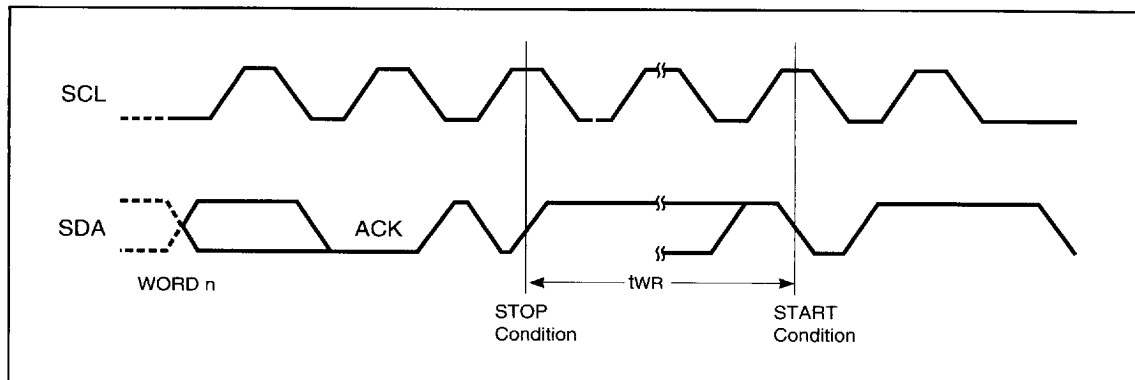 SCL
SDA
ACK
WORD n
tWR
STOP
Condition
START
Condition